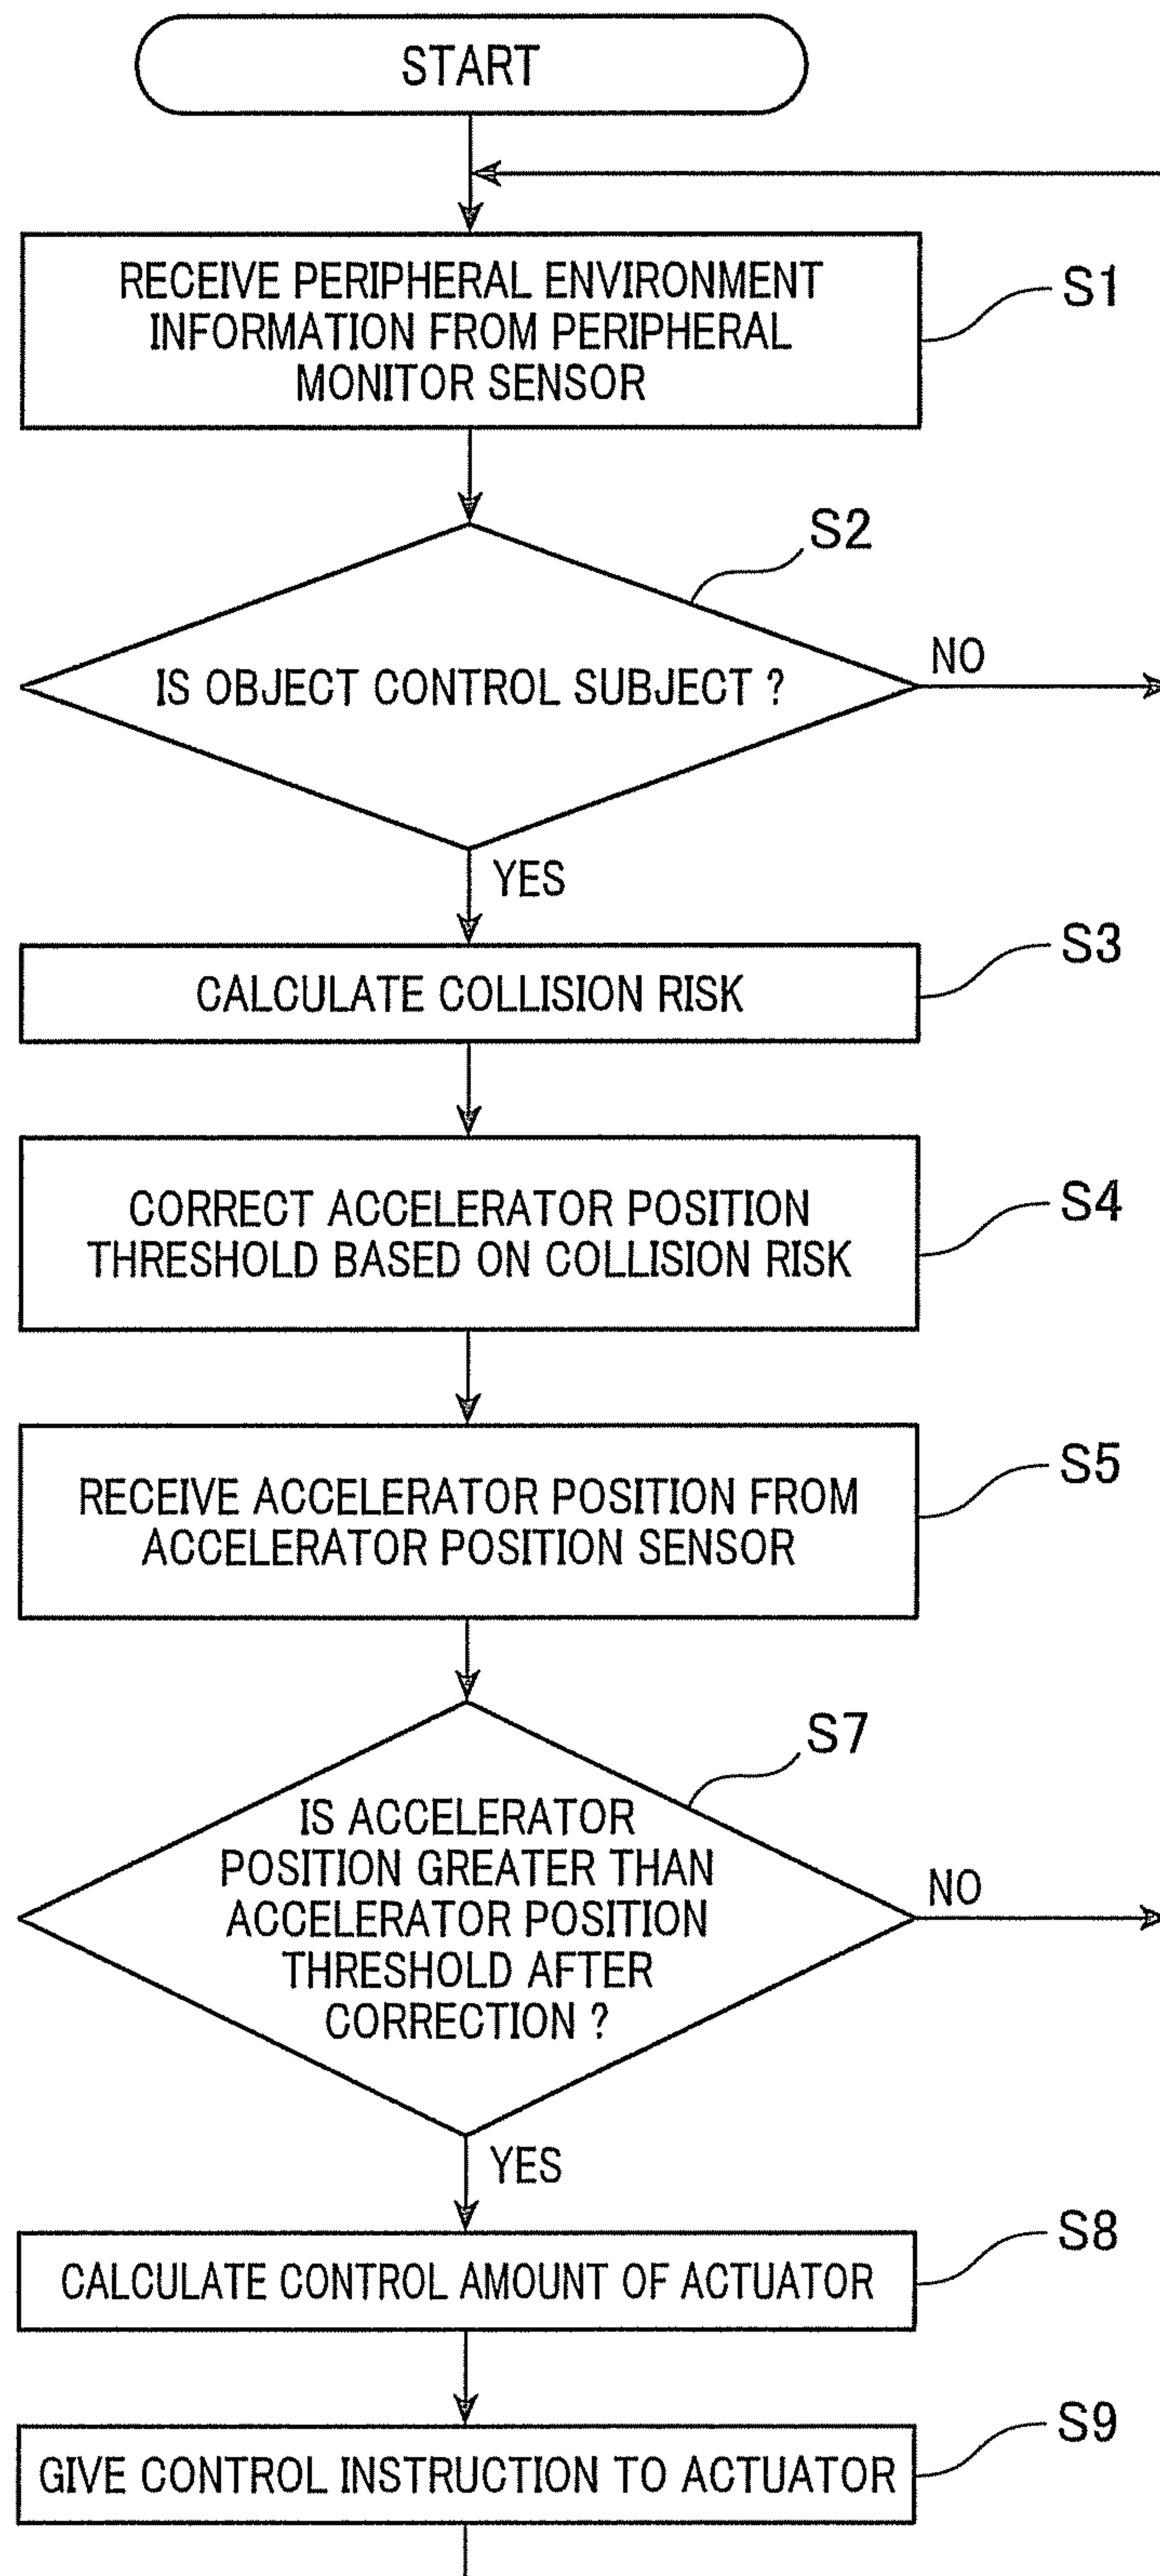 START
RECEIVE PERIPHERAL ENVIRONMENT
INFORMATION FROM PERIPHERAL
MONITOR SENSOR
S1
S2
IS OBJECT CONTROL SUBJECT ?
NO
YES
CALCULATE COLLISION RISK
S3
CORRECT ACCELERATOR POSITION
THRESHOLD BASED ON COLLISION RISK
S4
RECEIVE ACCELERATOR POSITION FROM
ACCELERATOR POSITION SENSOR
S5
S7
IS ACCELERATOR
POSITION GREATER THAN
ACCELERATOR POSITION
THRESHOLD AFTER
CORRECTION ?
NO
YES
CALCULATE CONTROL AMOUNT OF ACTUATOR
S8
GIVE CONTROL INSTRUCTION TO ACTUATOR
S9